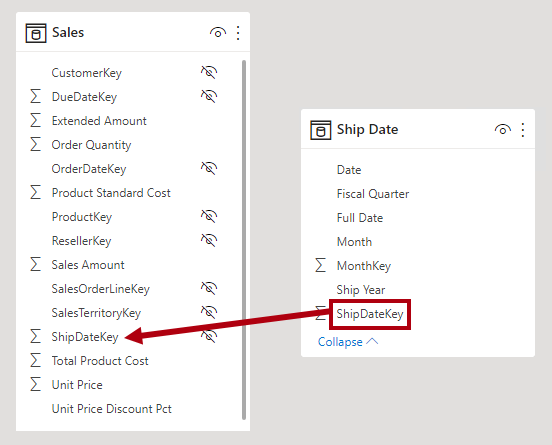 Sales
CustomerKey
DueDateKey
Extended Amount
Order Quantity
OrderDateKey
Product Standard Cost
ProductKey
ResellerKey
Sales Amount
SalesOrderLineKey
SalesTerritoryKey
ShipDateKey
Total Product Cost
Unit Price
Unit Price Discount Pct
Ship Date
Date
Fiscal Quarter
Full Date
Month
MonthKey
Ship Year
ShipDateKey
Collapse